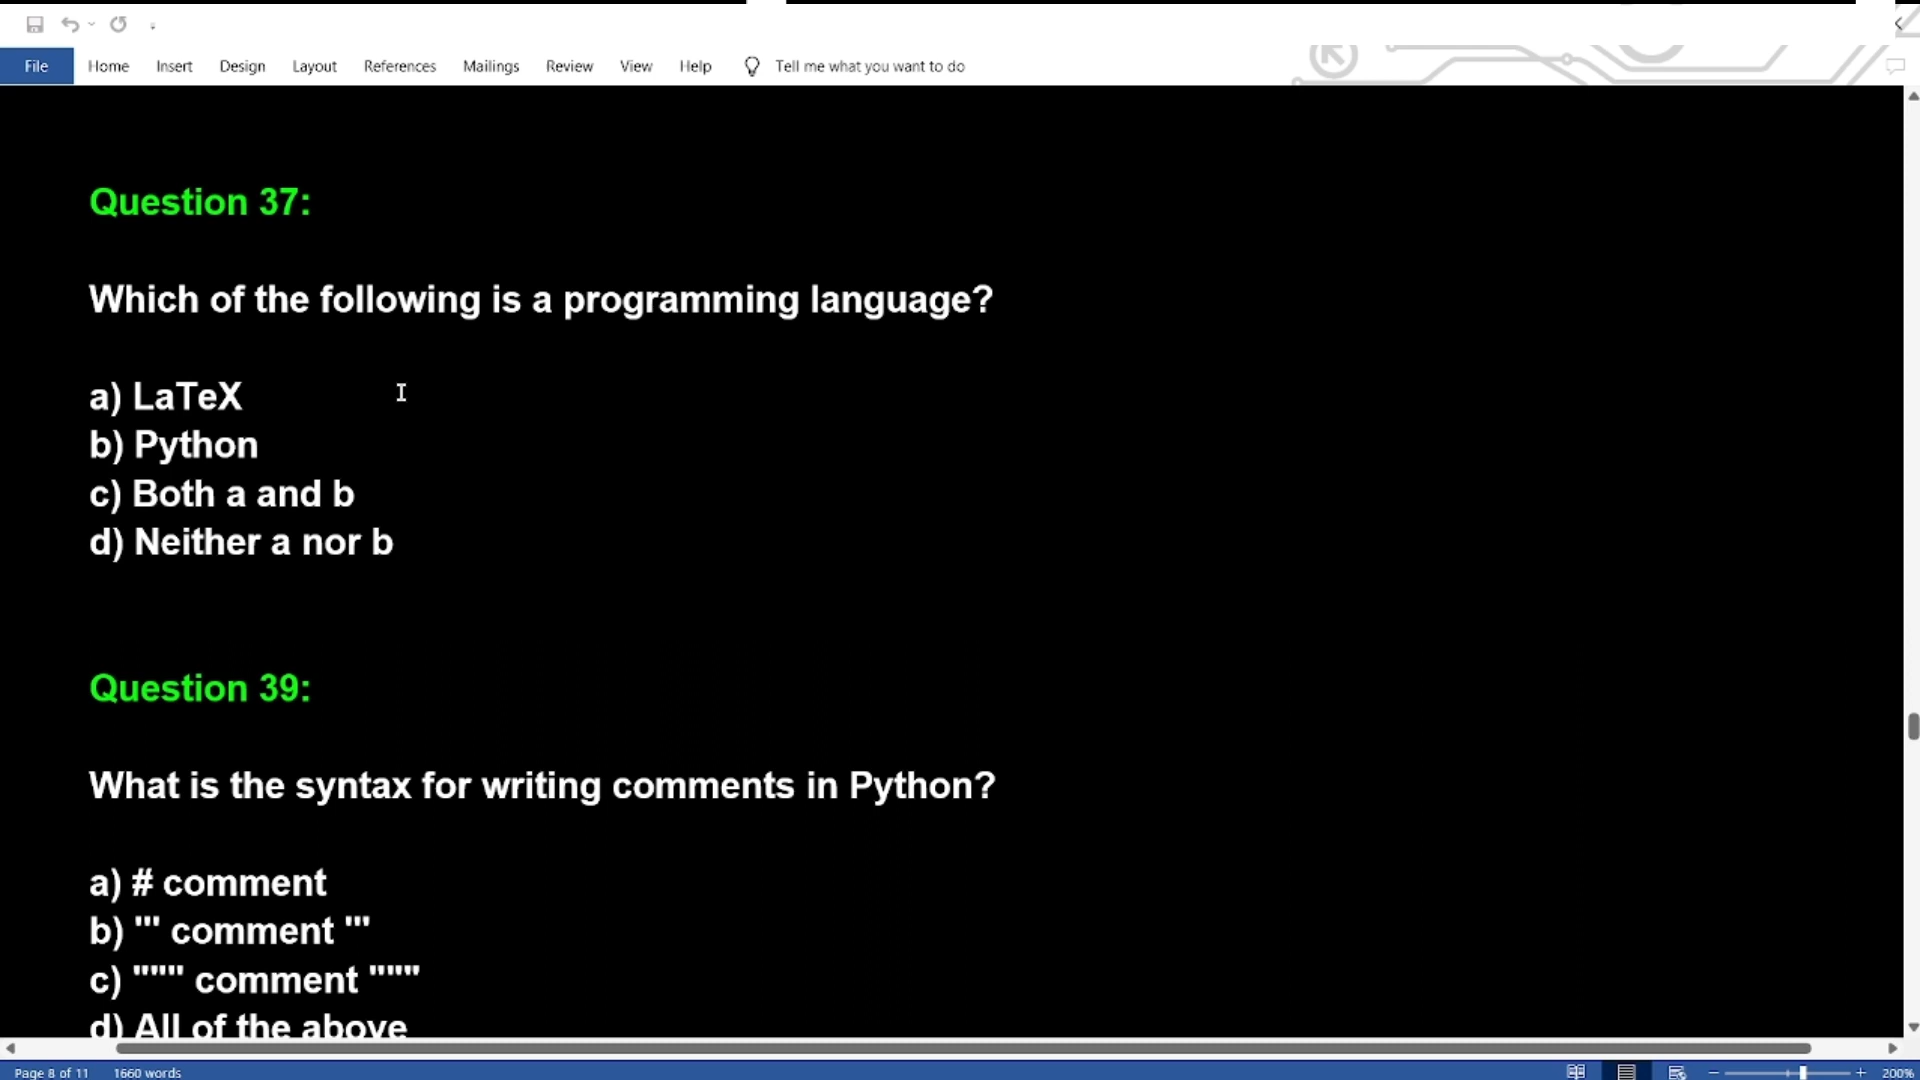 File Home Insert Design Layout References Mailings Review View Help Tell me what you want to do
Question 37:
Which of the following is a programming language?
a) LaTeX
b) Python
c) Both a and b
d) Neither a nor b
Question 39:
What is the syntax for writing comments in Python?
a) # comment
b) ''' comment '''
c) """ comment """
d) All of the above
Page 8 of 11 1660 words 200%